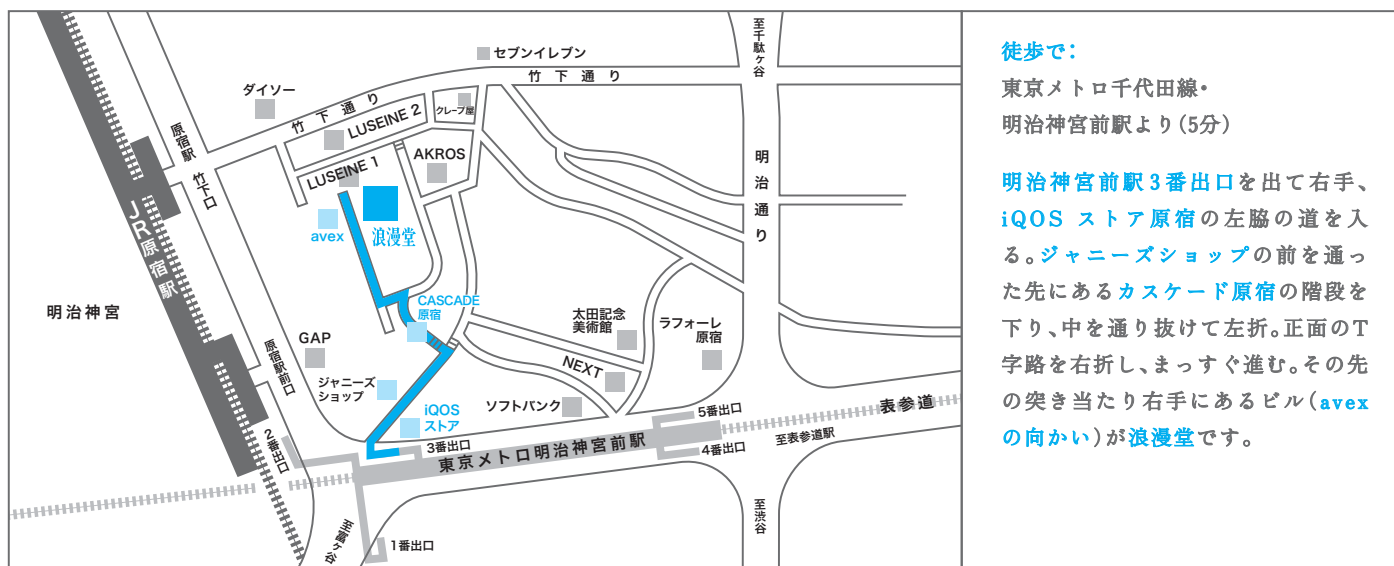 至千駄ヶ谷
セブンイレブン
竹下通り
ダイソー
竹下通り
LUSEINE 2
クレープ屋
原宿駅
竹下口
LUSEINE 1
AKROS
明治通り
JR原宿駅
avex
浪漫堂
明治神宮
CASCADE
原宿
太田記念
美術館
ラフォーレ
原宿
GAP
原宿駅前口
NEXT
ジャニーズ
ショップ
iQOS
ストア
ソフトバンク
5番出口
表参道
2番出口
3番出口
東京メトロ明治神宮前駅
4番出口
至表参道駅
至渋谷
至富ヶ谷
1番出口
徒歩で：
東京メトロ千代田線・
明治神宮前駅より（5分）
明治神宮前駅3番出口を出て右手、
iQOS ストア原宿の左脇の道を入
る。ジャニーズショップの前を通っ
た先にあるカスケード原宿の階段を
下り、中を通り抜けて左折。正面のT
字路を右折し、まっすぐ進む。その先
の突き当たり右手にあるビル（avex
の向かい）が浪漫堂です。